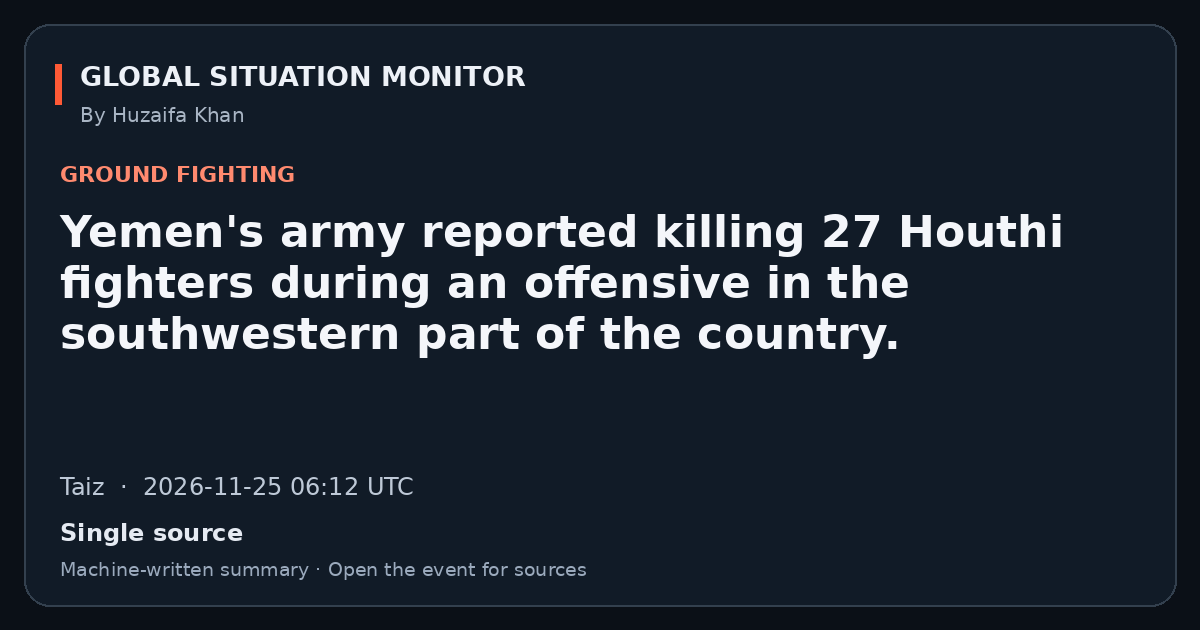 GLOBAL SITUATION MONITOR
By Huzaifa Khan
GROUND FIGHTING
Yemen's army reported killing 27 Houthi
fighters during an offensive in the
southwestern part of the country.
Taiz · 2026-11-25 06:12 UTC
Single source
Machine-written summary · Open the event for sources